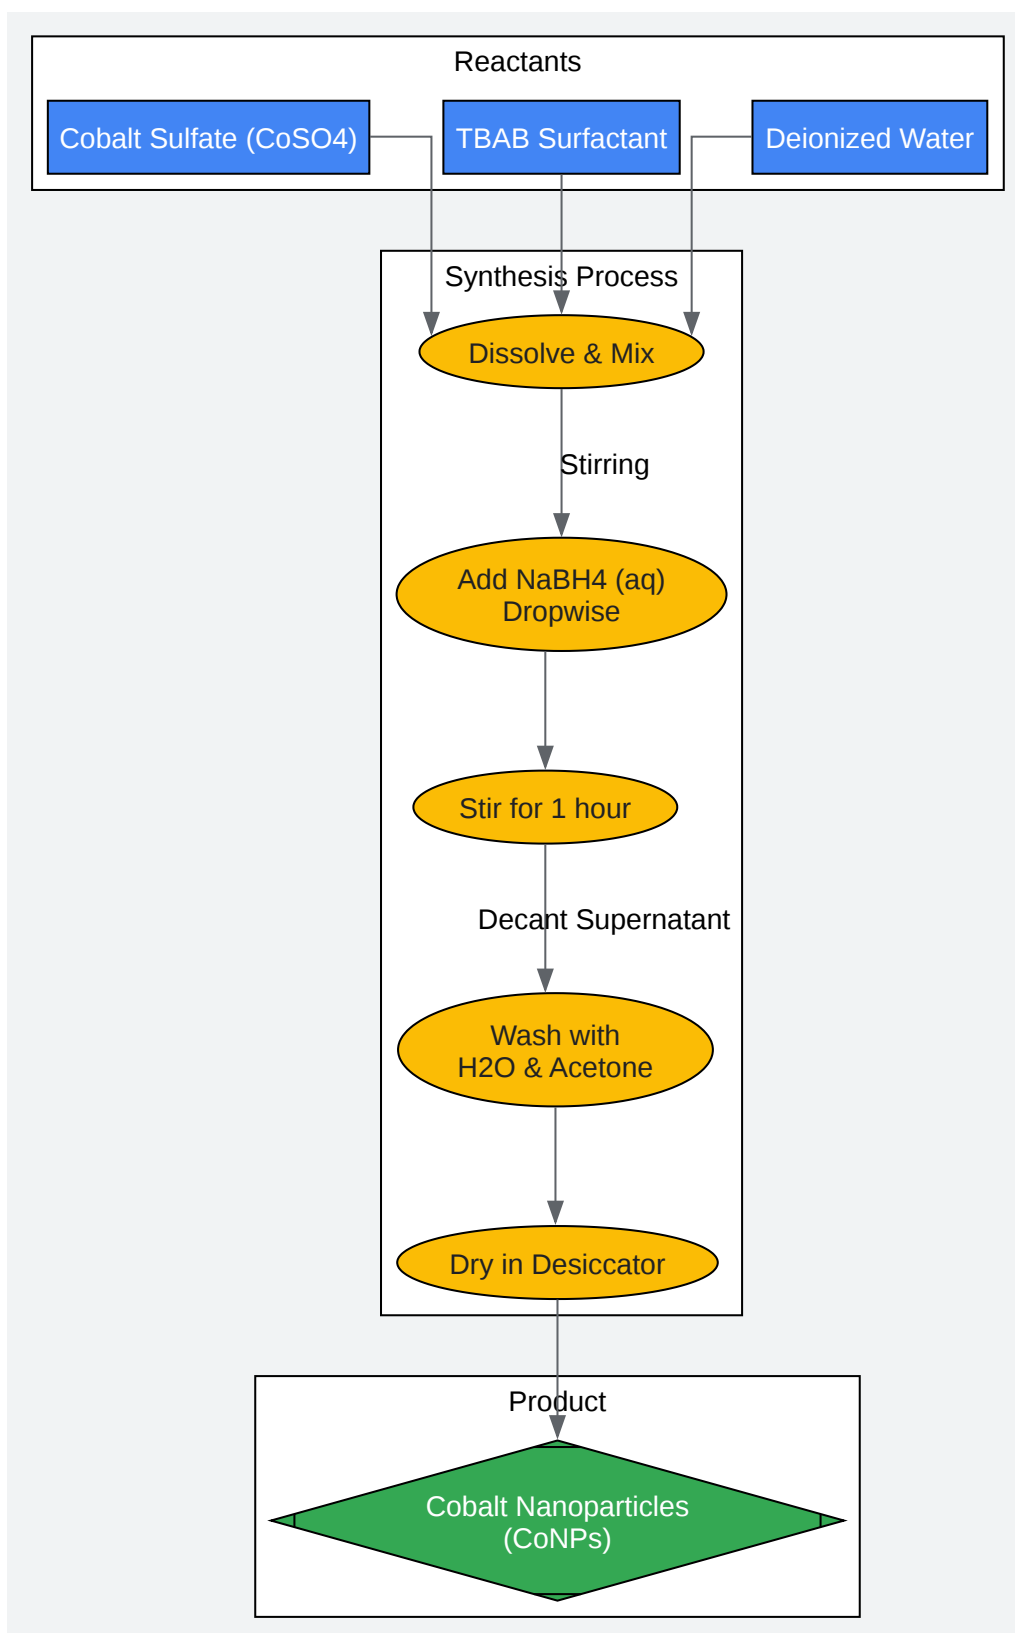 Reactants
Cobalt Sulfate (CoSO4)
TBAB Surfactant
Deionized Water
Synthesis Process
Dissolve & Mix
Stirring
Add NaBH4 (aq)
Dropwise
Stir for 1 hour
Decant Supernatant
Wash with
H2O & Acetone
Dry in Desiccator
Product
Cobalt Nanoparticles
(CoNPs)